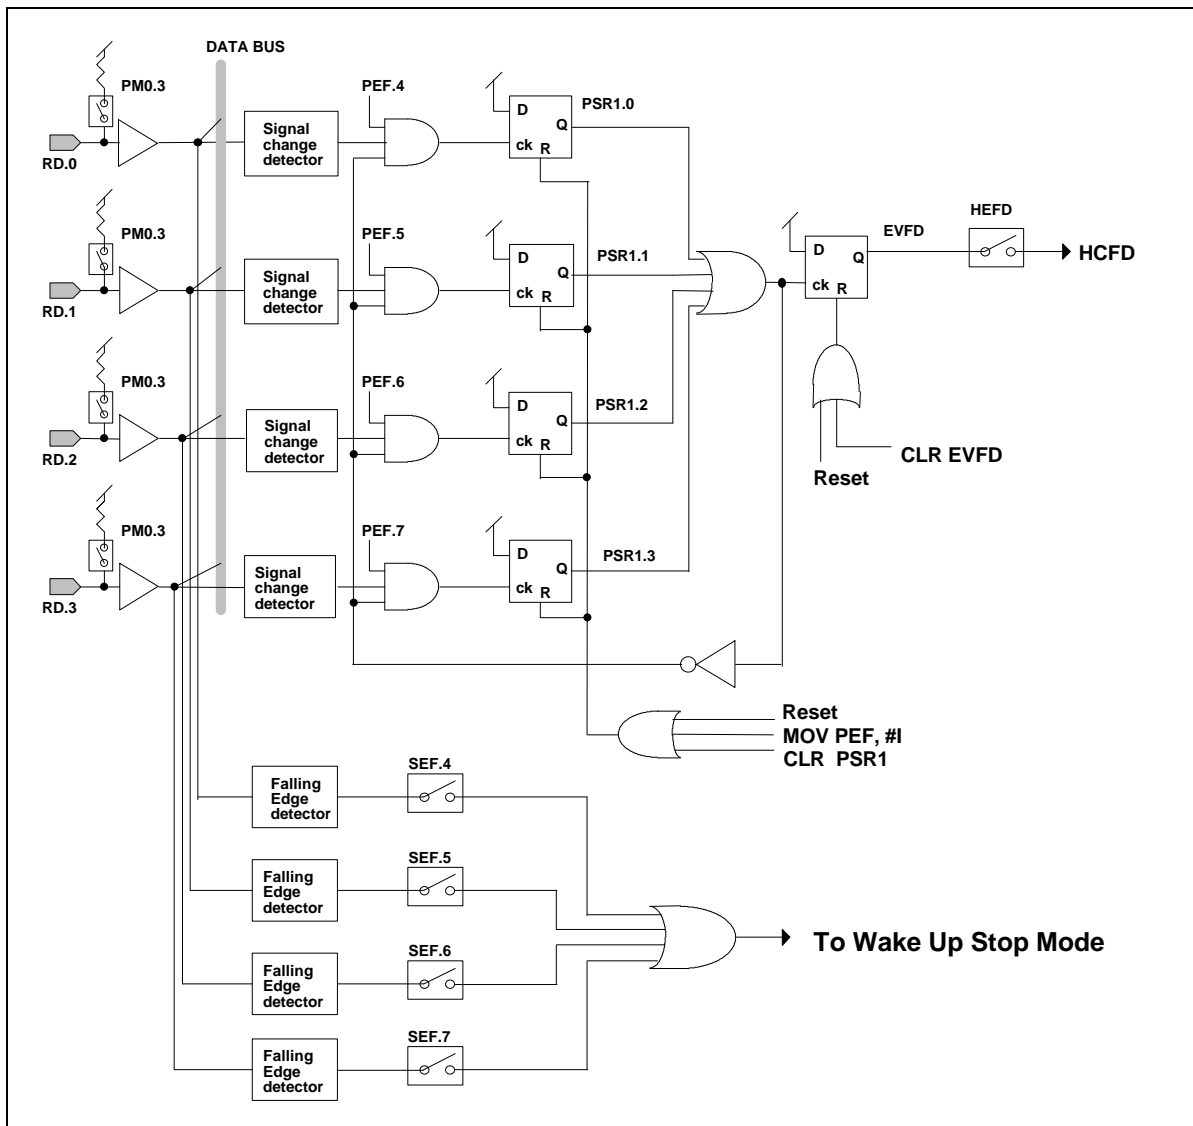 DATA BUS
PM0.3
RD.0
Signal
change
detector
PEF.4
D
Q
ck
R
PSR1.0
PM0.3
RD.1
Signal
change
detector
PEF.5
D
Q
ck
R
PSR1.1
PM0.3
RD.2
Signal
change
detector
PEF.6
D
Q
ck
R
PSR1.2
PM0.3
RD.3
Signal
change
detector
PEF.7
D
Q
ck
R
PSR1.3
D
Q
ck
R
EVFD
HEFD
HCFD
CLR EVFD
Reset
Reset
MOV PEF, #I
CLR PSR1
Falling
Edge
detector
SEF.4
Falling
Edge
detector
SEF.5
Falling
Edge
detector
SEF.6
Falling
Edge
detector
SEF.7
To Wake Up Stop Mode